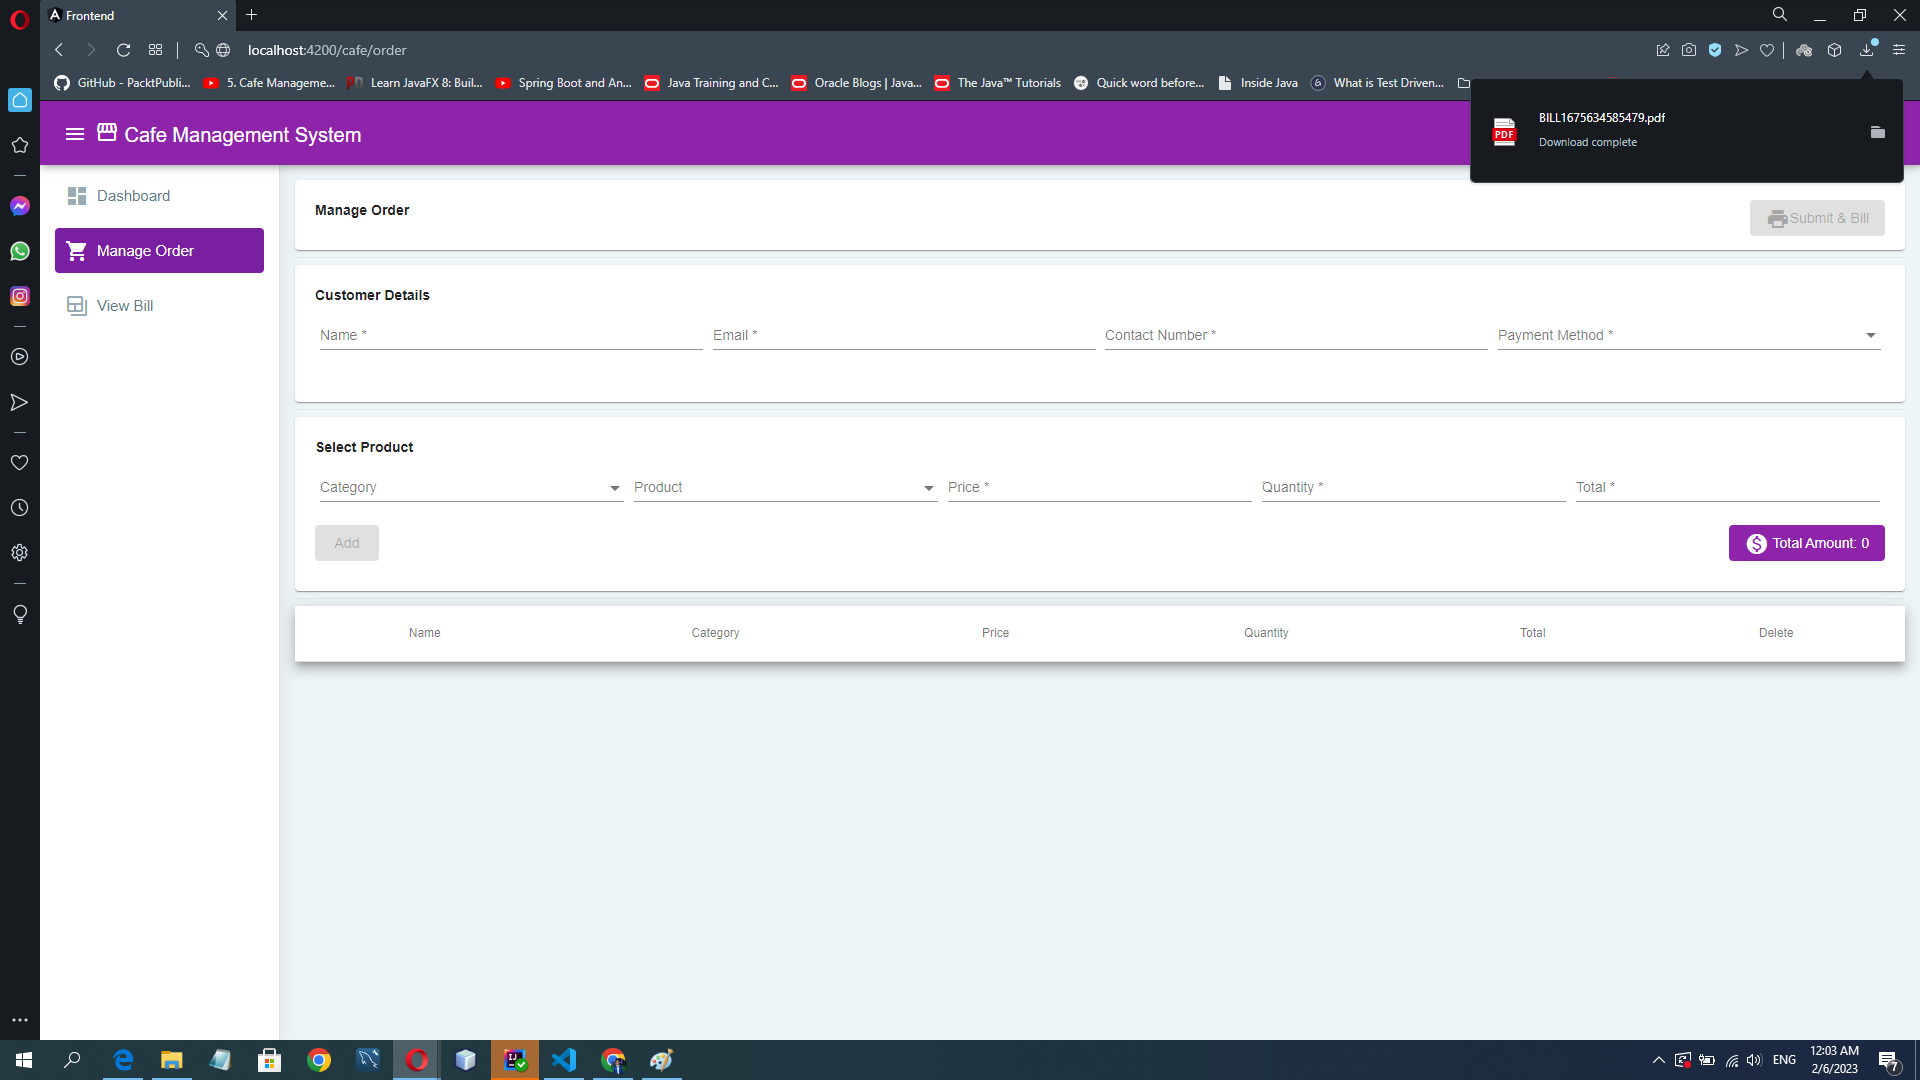 Frontend
localhost:4200/cafe/order
GitHub - PacktPubli...
5. Cafe Manageme...
Learn JavaFX 8: Buil...
Spring Boot and An...
Java Training and C...
Oracle Blogs | Java...
The Java™ Tutorials
Quick word before...
Inside Java
What is Test Driven...
BILL1675634585479.pdf
Download complete
PDF
Cafe Management System
Dashboard
Manage Order
View Bill
Manage Order
Submit & Bill
Customer Details
Name *
Email *
Contact Number *
Payment Method *
Select Product
Category
Product
Price *
Quantity *
Total *
Add
Total Amount: 0
Name
Category
Price
Quantity
Total
Delete
ENG
12:03 AM
2/6/2023
7